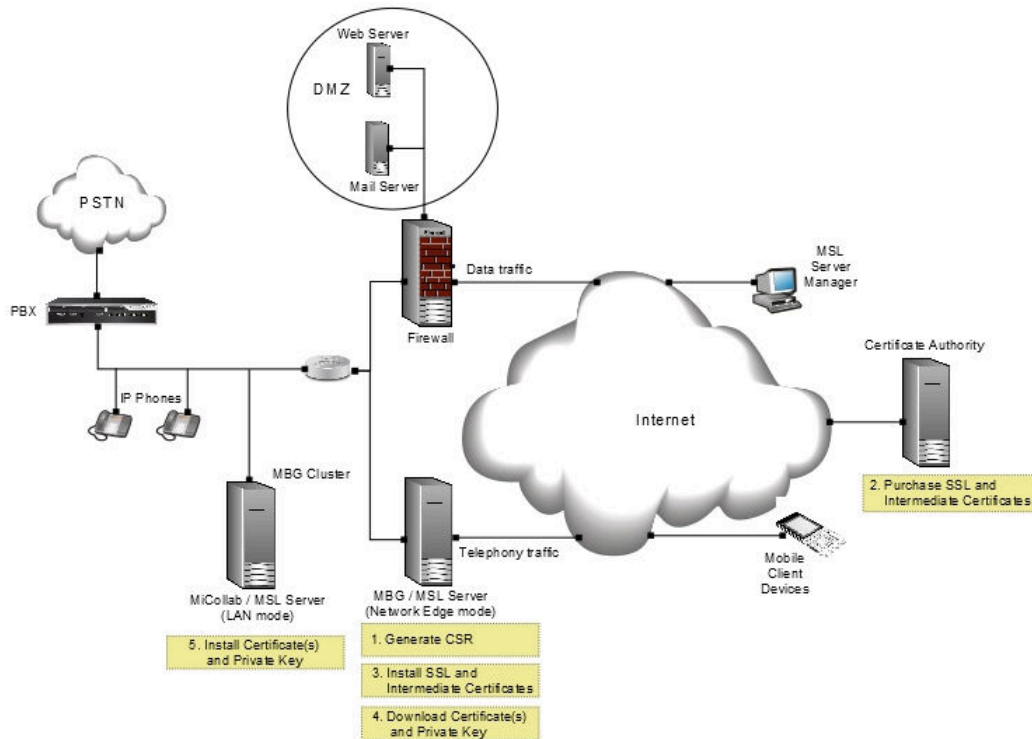 Web Server
DMZ
Mail Server
PSTN
Firewall
Data traffic
MSL
Server
Manager
PBX
Firewall
Certificate Authority
IP Phones
Internet
MBG Cluster
2. Purchase SSL and
Intermediate Certificates
Telephony traffic
Mobile
Client
Devices
MiCollab / MSL Server
(LAN mode)
MBG / MSL Server
(Network Edge mode)
5. Install Certificate(s)
and Private Key
1. Generate CSR
3. Install SSL and
Intermediate Certificates
4. Download Certificate(s)
and Private Key